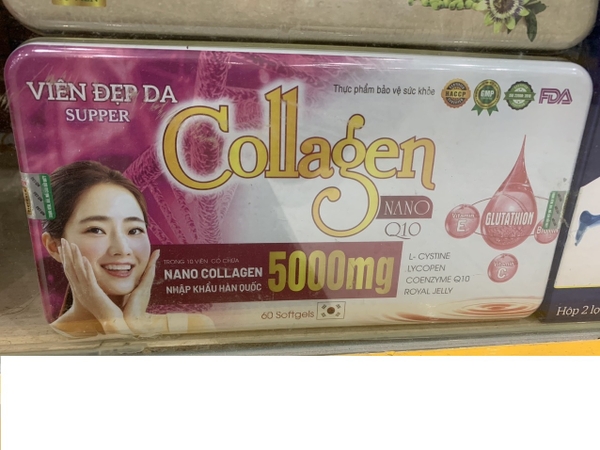 VIÊN ĐẸP DA
SUPPER
Collagen
NANO
Q10
Thực phẩm bảo vệ sức khỏe
HACCP
GMP
FDA
TRONG 10 VIÊN CÓ CHỨA
NANO COLLAGEN
NHẬP KHẨU HÀN QUỐC
5000mg
60 Softgels
GLUTATHION
Vitamin
E
C
L- CYSTINE
LYCOPEN
COENZYME Q10
ROYAL JELLY
Hộp 2 lọ